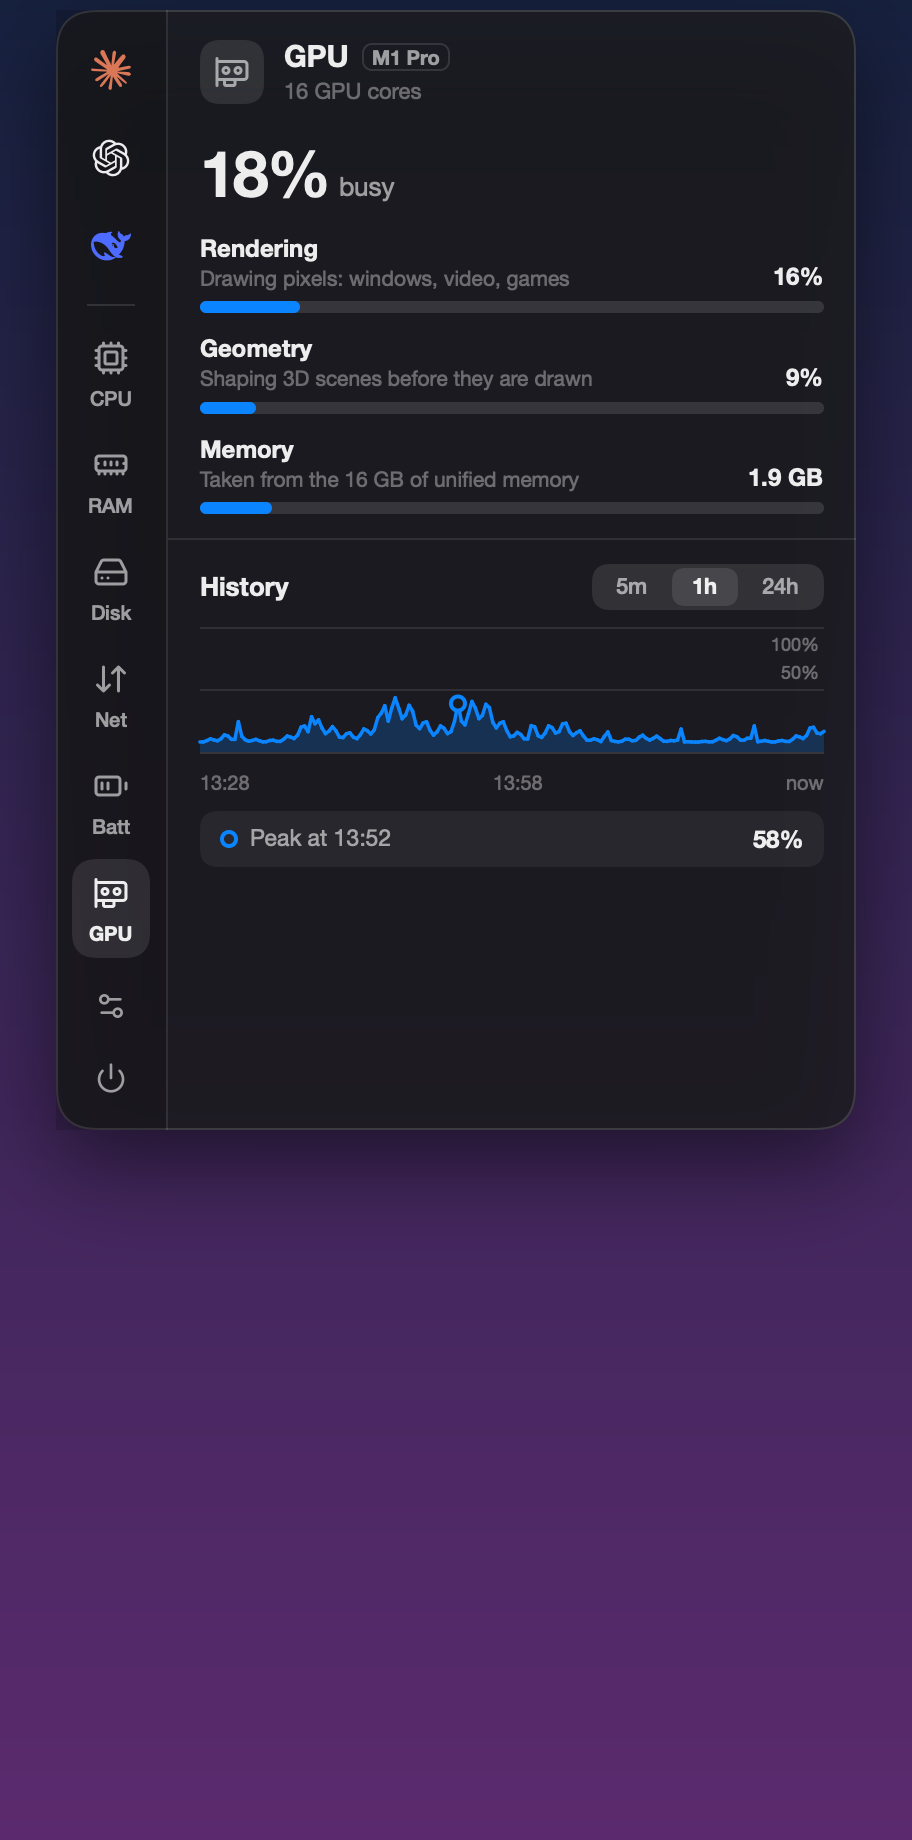 GPU M1 Pro
16 GPU cores
18% busy
Rendering
Drawing pixels: windows, video, games 16%
Geometry
Shaping 3D scenes before they are drawn 9%
Memory
Taken from the 16 GB of unified memory 1.9 GB
History 5m 1h 24h
100%
50%
13:28 13:58 now
Peak at 13:52 58%
CPU
RAM
Disk
Net
Batt
GPU